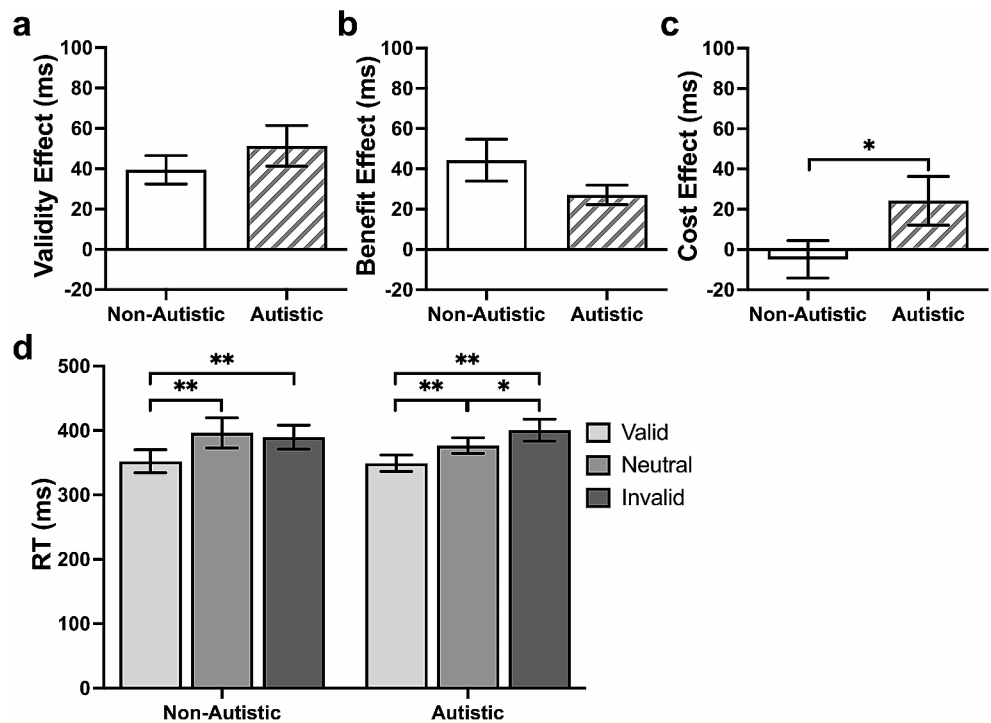 a
Validity Effect (ms)
100
80
60
40
20
0
-20
Non-Autistic
Autistic
b
Benefit Effect (ms)
100
80
60
40
20
0
-20
Non-Autistic
Autistic
c
Cost Effect (ms)
100
80
60
40
20
0
-20
*
Non-Autistic
Autistic
d
RT (ms)
500
400
300
200
100
0
**
**
**
**
*
Non-Autistic
Autistic
Valid
Neutral
Invalid